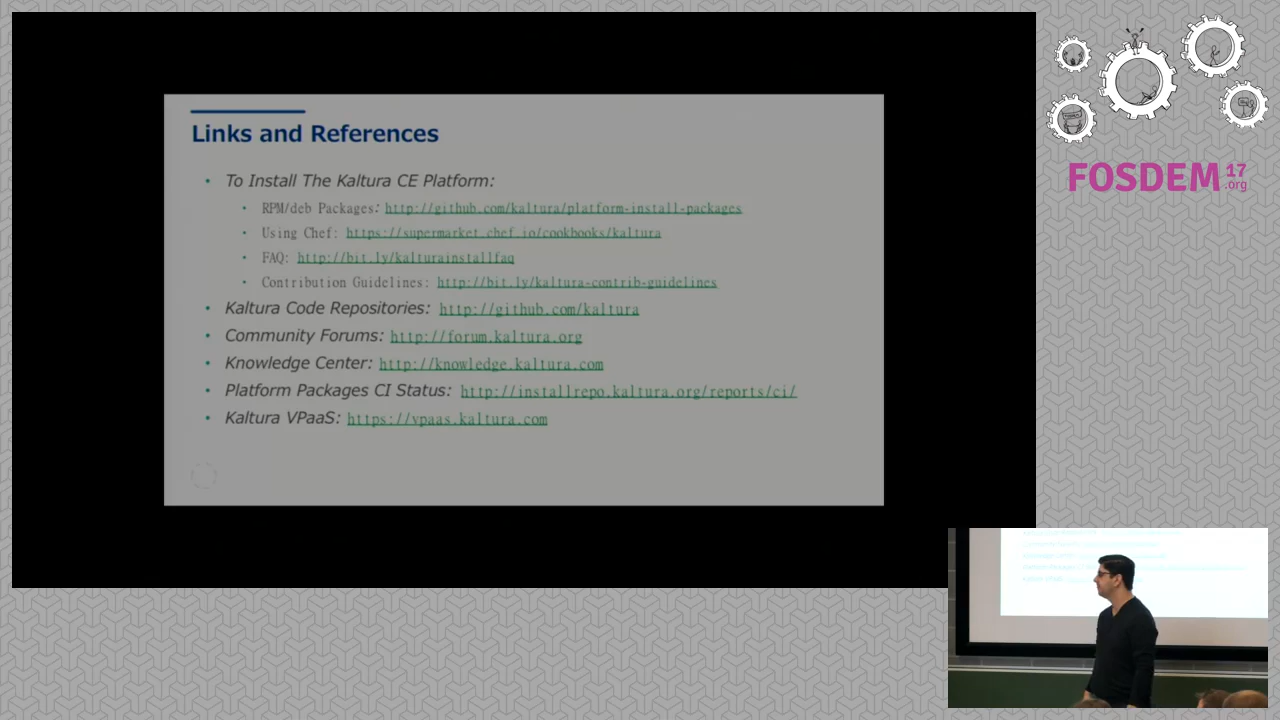 Links and References
To Install The Kaltura CE Platform:
RPM/deb Packages: http://github.com/kaltura/platform-install-packages
Using Chef: https://supermarket.chef.io/cookbooks/kaltura
FAQ: http://bit.ly/kalturainstallfaq
Contribution Guidelines: http://bit.ly/kaltura-contrib-guidelines
Kaltura Code Repositories: http://github.com/kaltura
Community Forums: http://forum.kaltura.org
Knowledge Center: http://knowledge.kaltura.com
Platform Packages CI Status: http://installrepo.kaltura.org/reports/ci/
Kaltura VPaaS: https://vpaas.kaltura.com
FOSDEM 17
.org